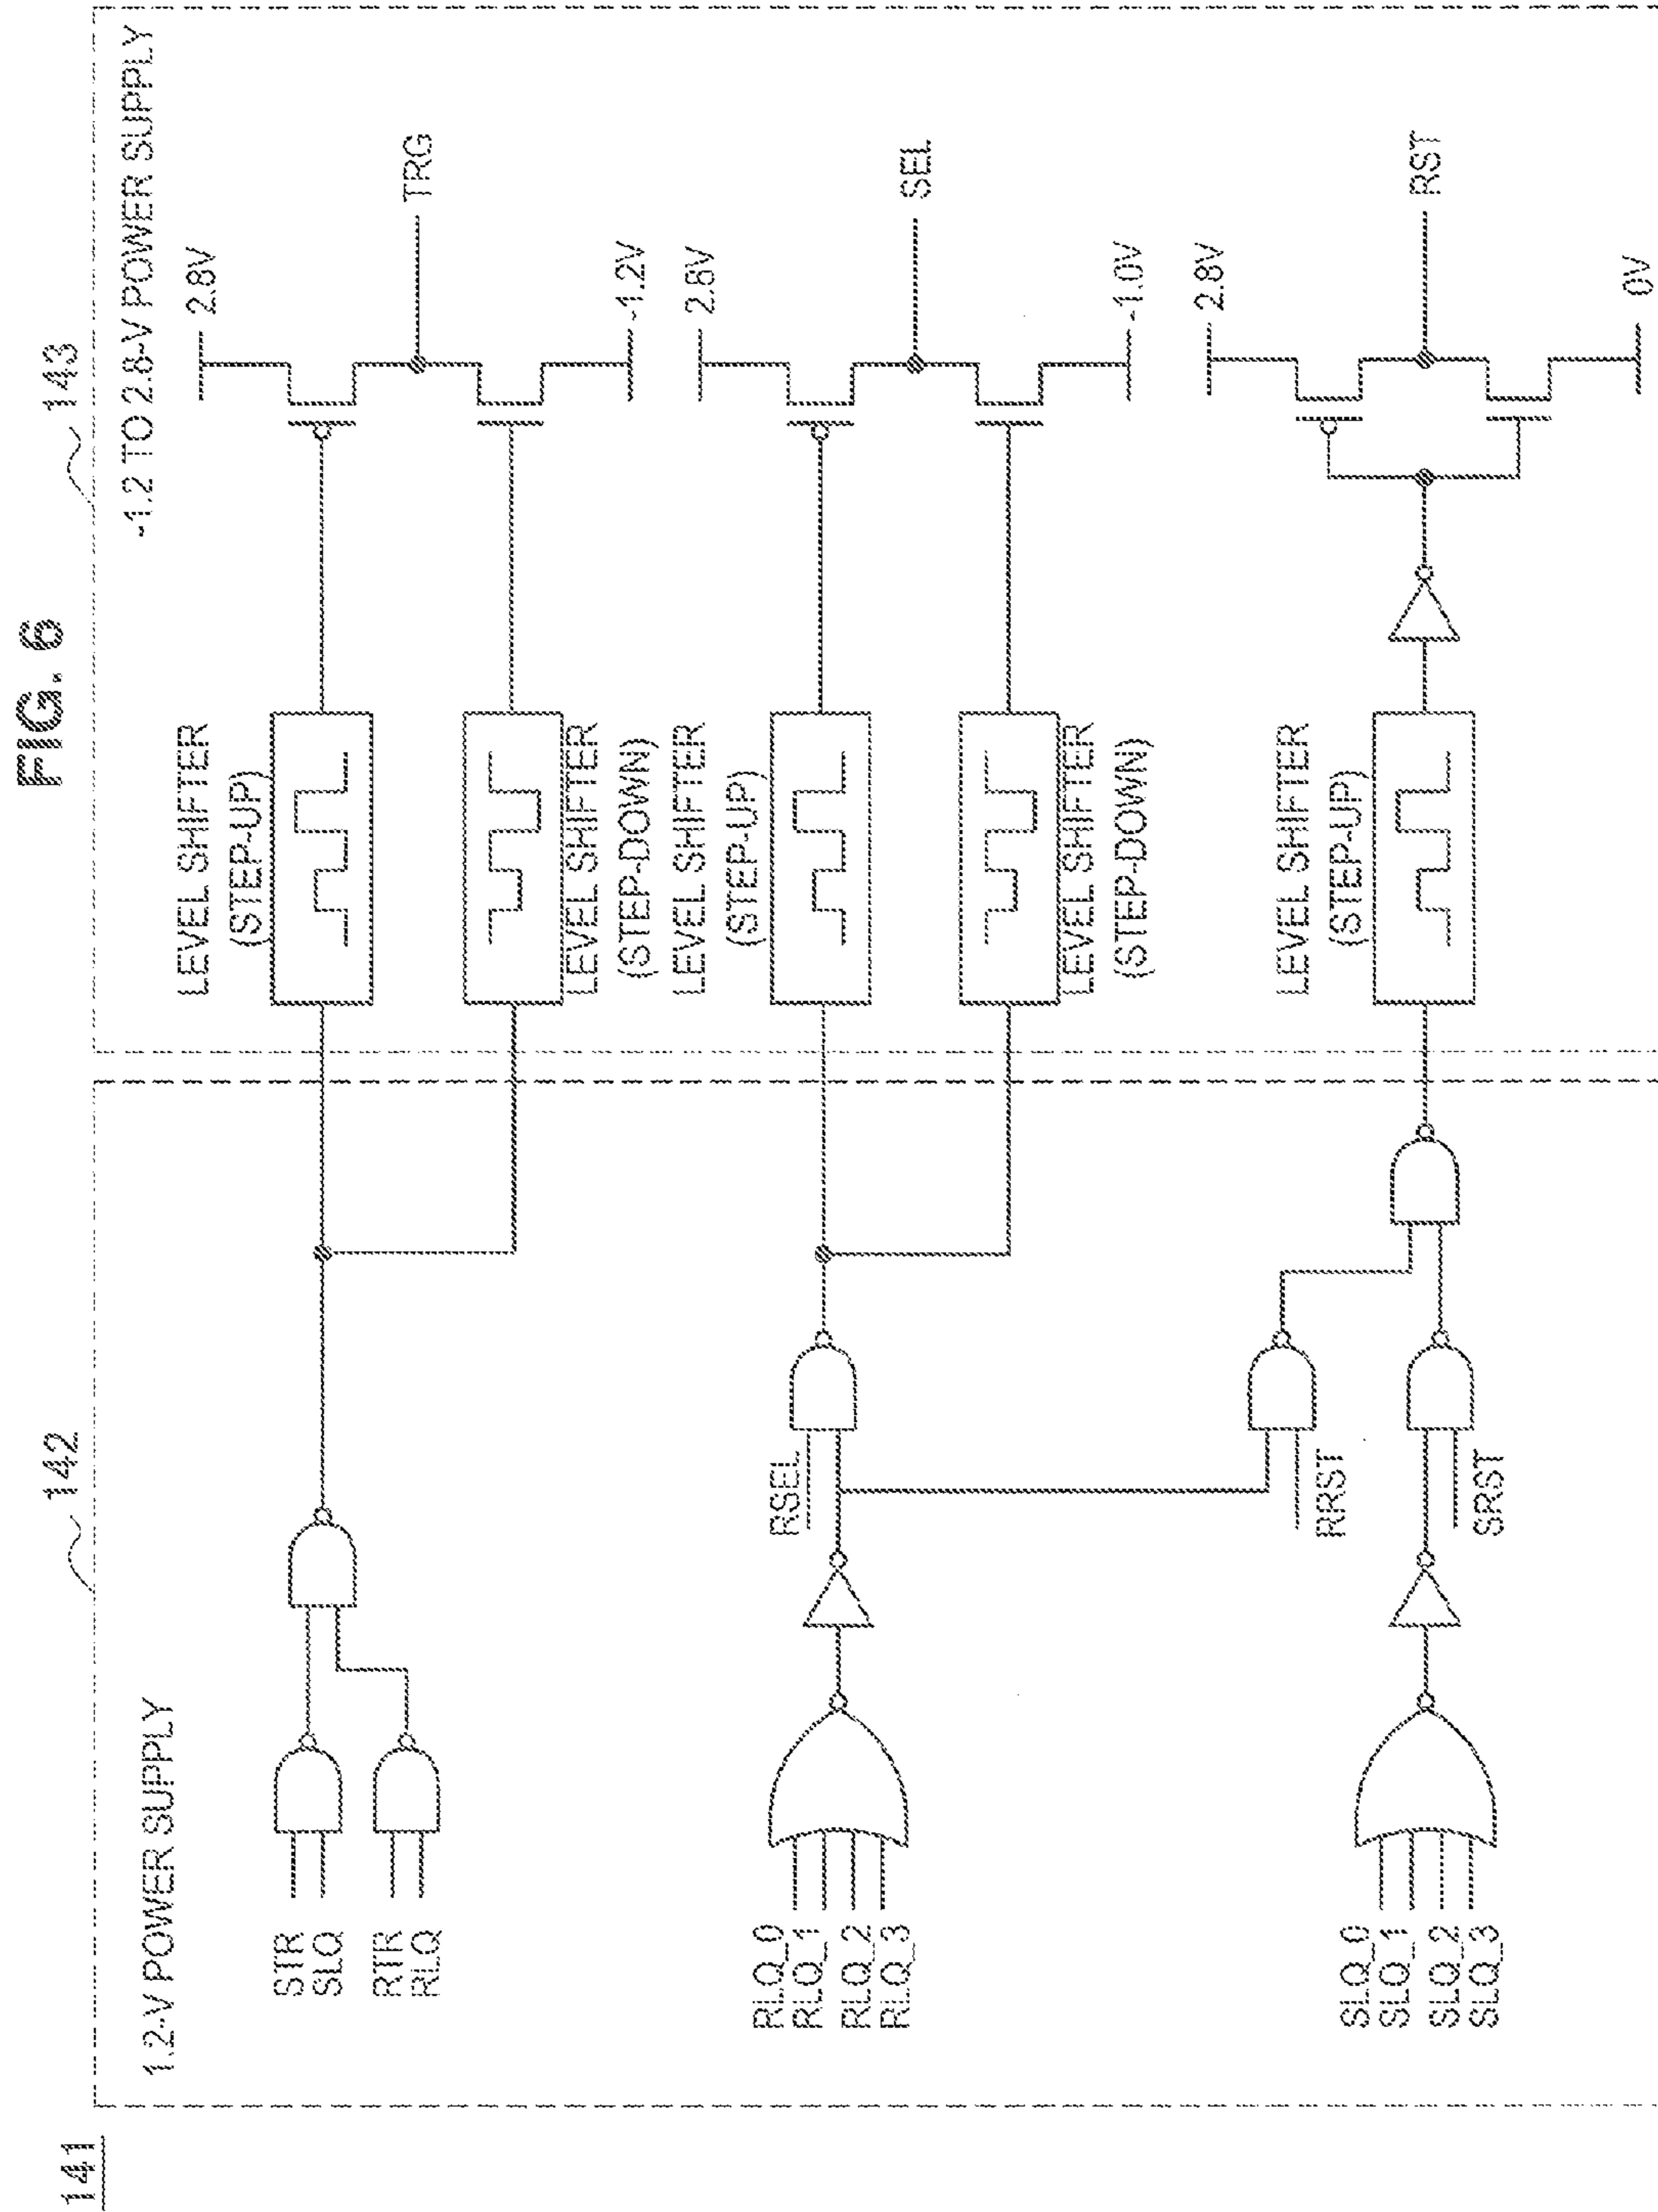 FIG. 6
141
142
143
1.2-V POWER SUPPLY
-1.2 TO 2.8-V POWER SUPPLY
STR
SLQ
RTR
RLQ
LEVEL SHIFTER
(STEP-UP)
LEVEL SHIFTER
(STEP-DOWN)
2.8V
TRG
-1.2V
RLQ_0
RLQ_1
RLQ_2
RLQ_3
RSEL
LEVEL SHIFTER
(STEP-UP)
LEVEL SHIFTER
(STEP-DOWN)
2.8V
SEL
-1.0V
SLQ_0
SLQ_1
SLQ_2
SLQ_3
RRST
SRST
LEVEL SHIFTER
(STEP-UP)
2.8V
RST
0V